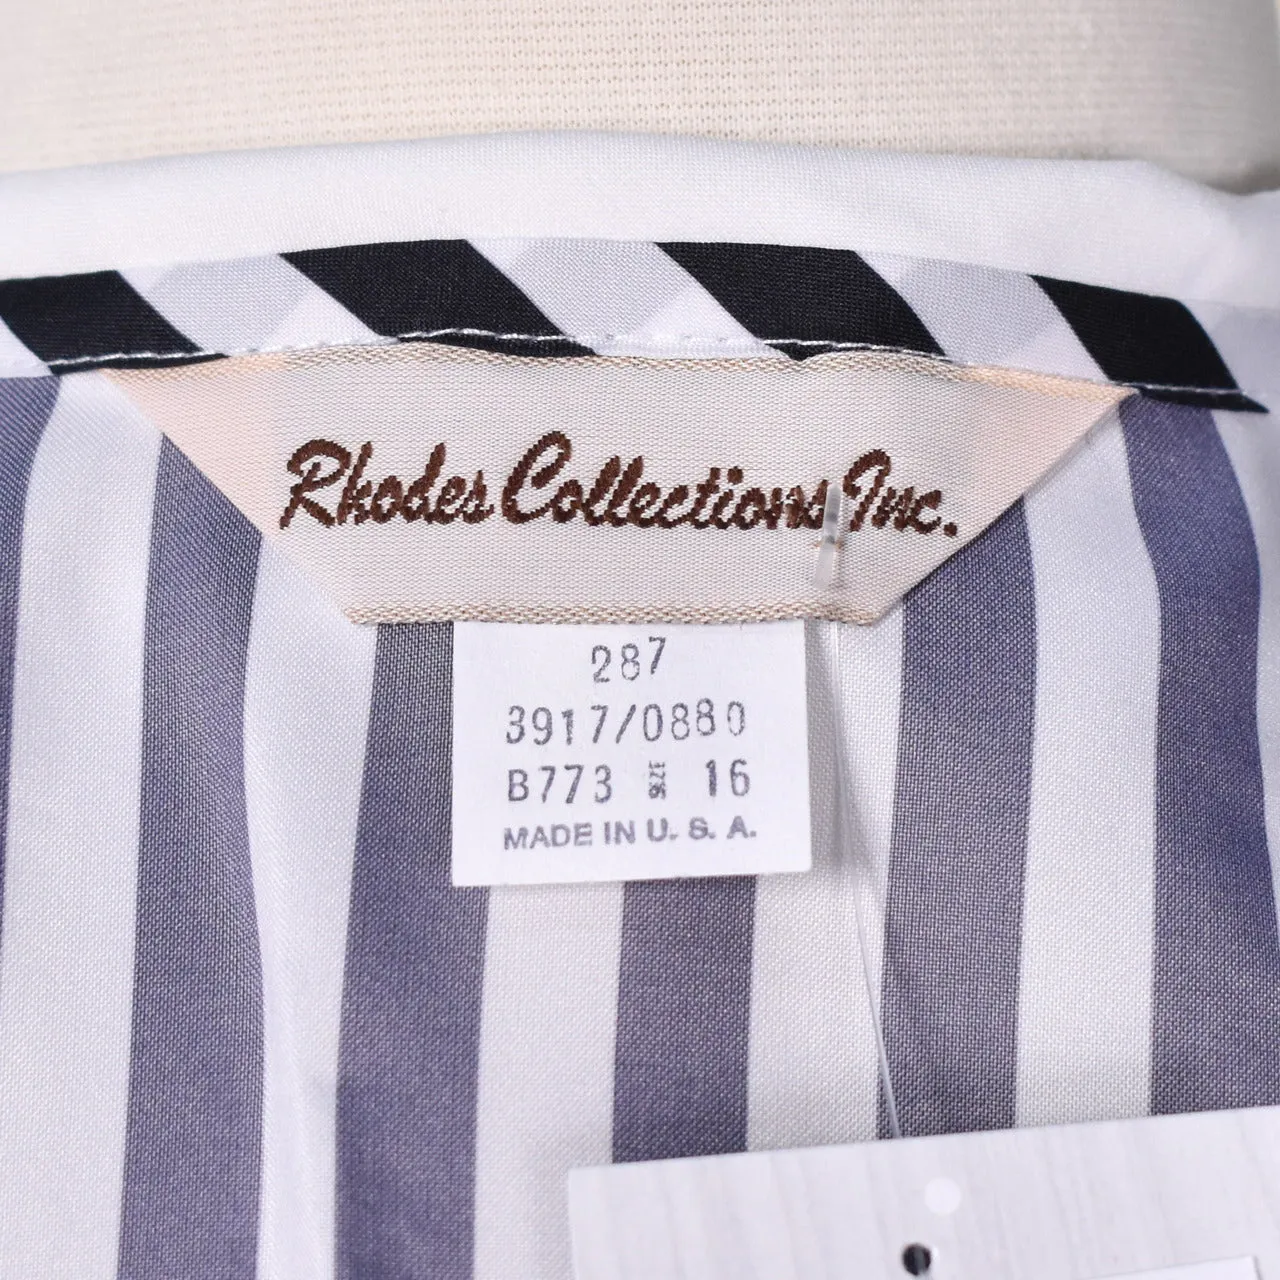 Rhodes Collections Inc.
287
3917/0880
B773 SIZE 16
MADE IN U. S. A.